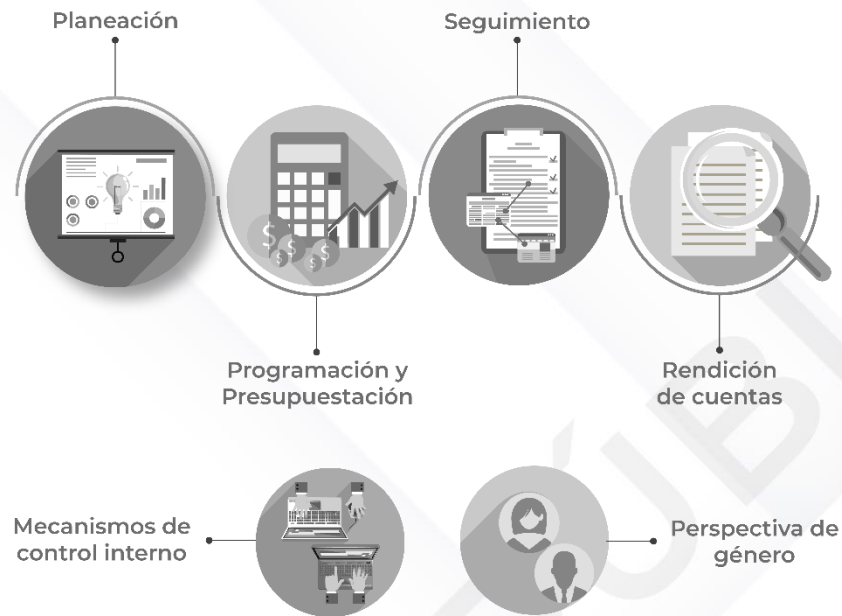 Planeación
Seguimiento
Programación y
Presupuestación
Rendición
de cuentas
Mecanismos de
control interno
Perspectiva de
género